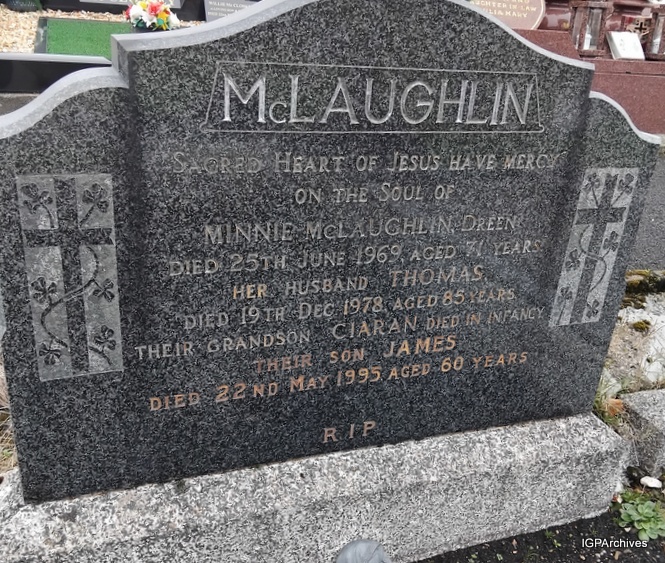 McLAUGHLIN
SACRED HEART OF JESUS HAVE MERCY
ON THE SOUL OF
MINNIE McLAUGHLIN, DREEN
DIED 25TH JUNE 1969, AGED 71 YEARS
HER HUSBAND THOMAS
DIED 19TH DEC 1978, AGED 85 YEARS
THEIR GRANDSON CIARAN DIED IN INFANCY
THEIR SON JAMES
DIED 22ND MAY 1995, AGED 60 YEARS
R I P
IGPArchives